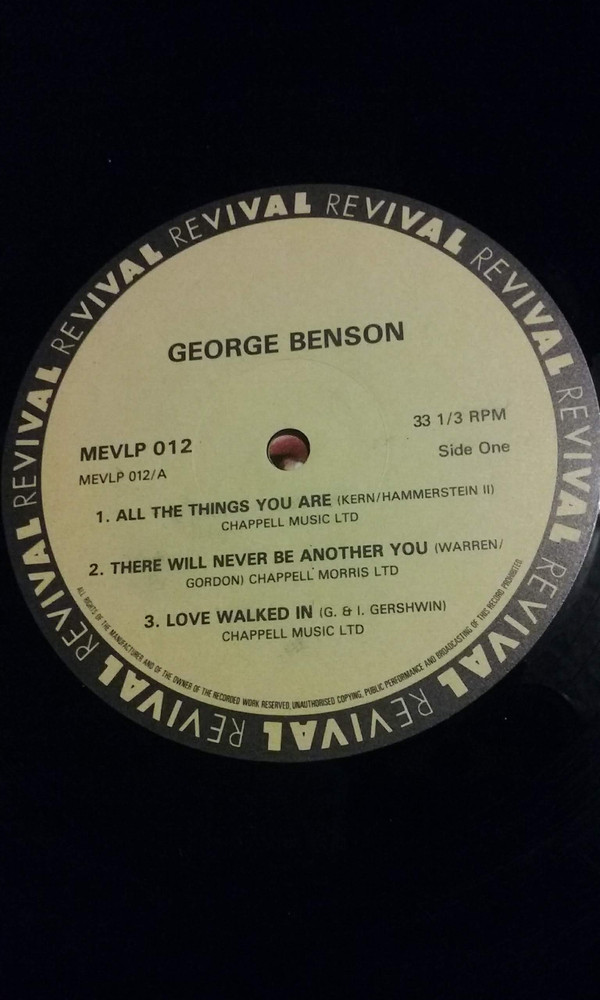 REVIVAL REVIVAL REVIVAL REVIVAL REVIVAL REVIVAL REVIVAL REVIVAL REVIVAL REVIVAL
GEORGE BENSON
33 1/3 RPM
MEVLP 012
Side One
MEVLP 012/A
1. ALL THE THINGS YOU ARE (KERN/HAMMERSTEIN II)
CHAPPELL MUSIC LTD
2. THERE WILL NEVER BE ANOTHER YOU (WARREN/
GORDON) CHAPPELL MORRIS LTD
3. LOVE WALKED IN (G. & I. GERSHWIN)
CHAPPELL MUSIC LTD
ALL RIGHTS OF THE MANUFACTURER AND OF THE OWNER OF THE RECORDED WORK RESERVED, UNAUTHORISED COPYING, PUBLIC PERFORMANCE AND BROADCASTING OF THIS RECORD PROHIBITED